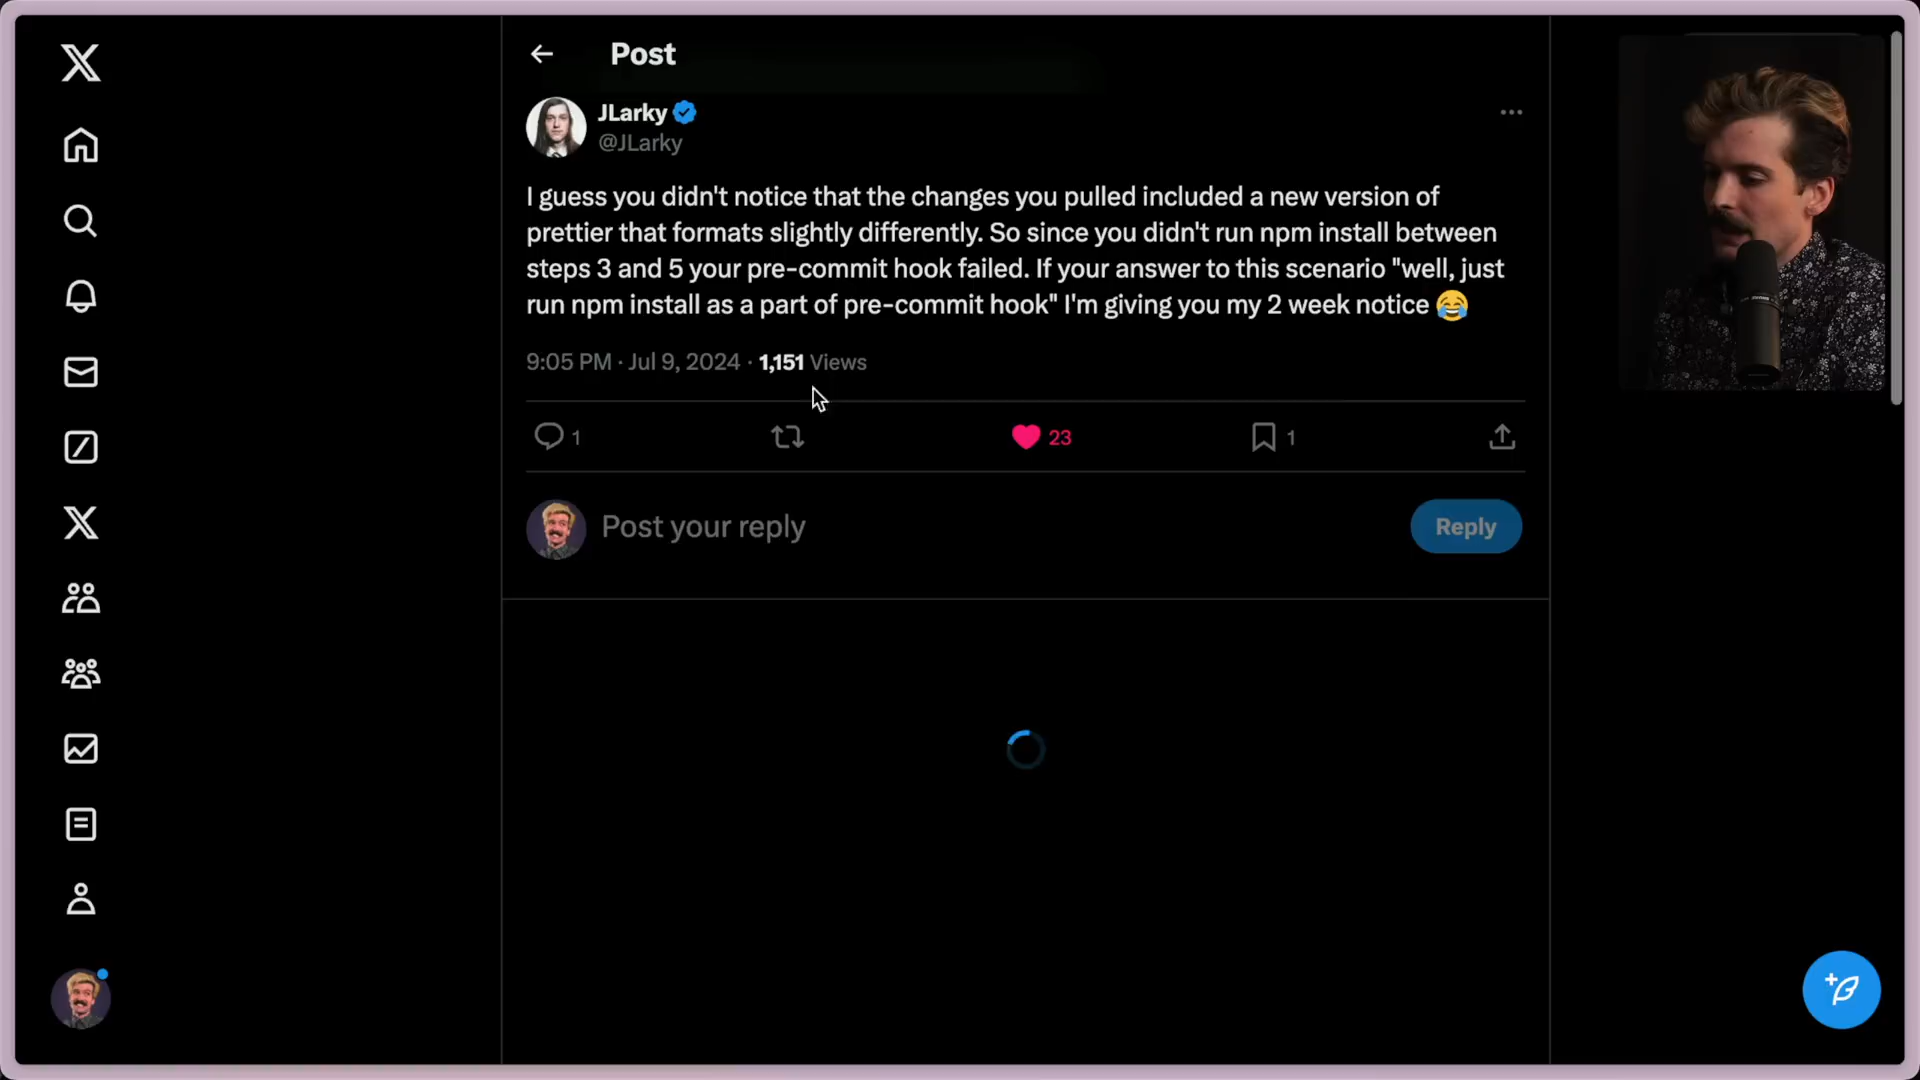 Post
JLarky
@JLarky
I guess you didn't notice that the changes you pulled included a new version of
prettier that formats slightly differently. So since you didn't run npm install between
steps 3 and 5 your pre-commit hook failed. If your answer to this scenario "well, just
run npm install as a part of pre-commit hook" I'm giving you my 2 week notice 😂
9:05 PM · Jul 9, 2024 · 1,151 Views
1 23 1
Post your reply
Reply